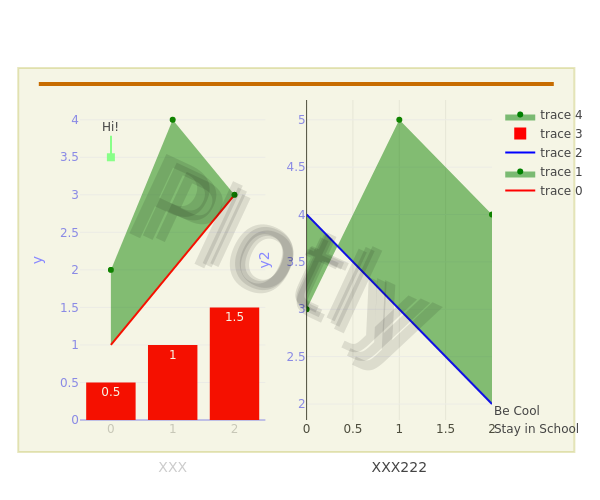 4
3.5
3
2.5
2
1.5
1
0.5
0
y
Hi!
0.5
1
1.5
0
1
2
XXX
5
4.5
4
3.5
3
2.5
2
y2
0
0.5
1
1.5
2
XXX222
Plotly
trace 4
trace 3
trace 2
trace 1
trace 0
Be Cool
Stay in School